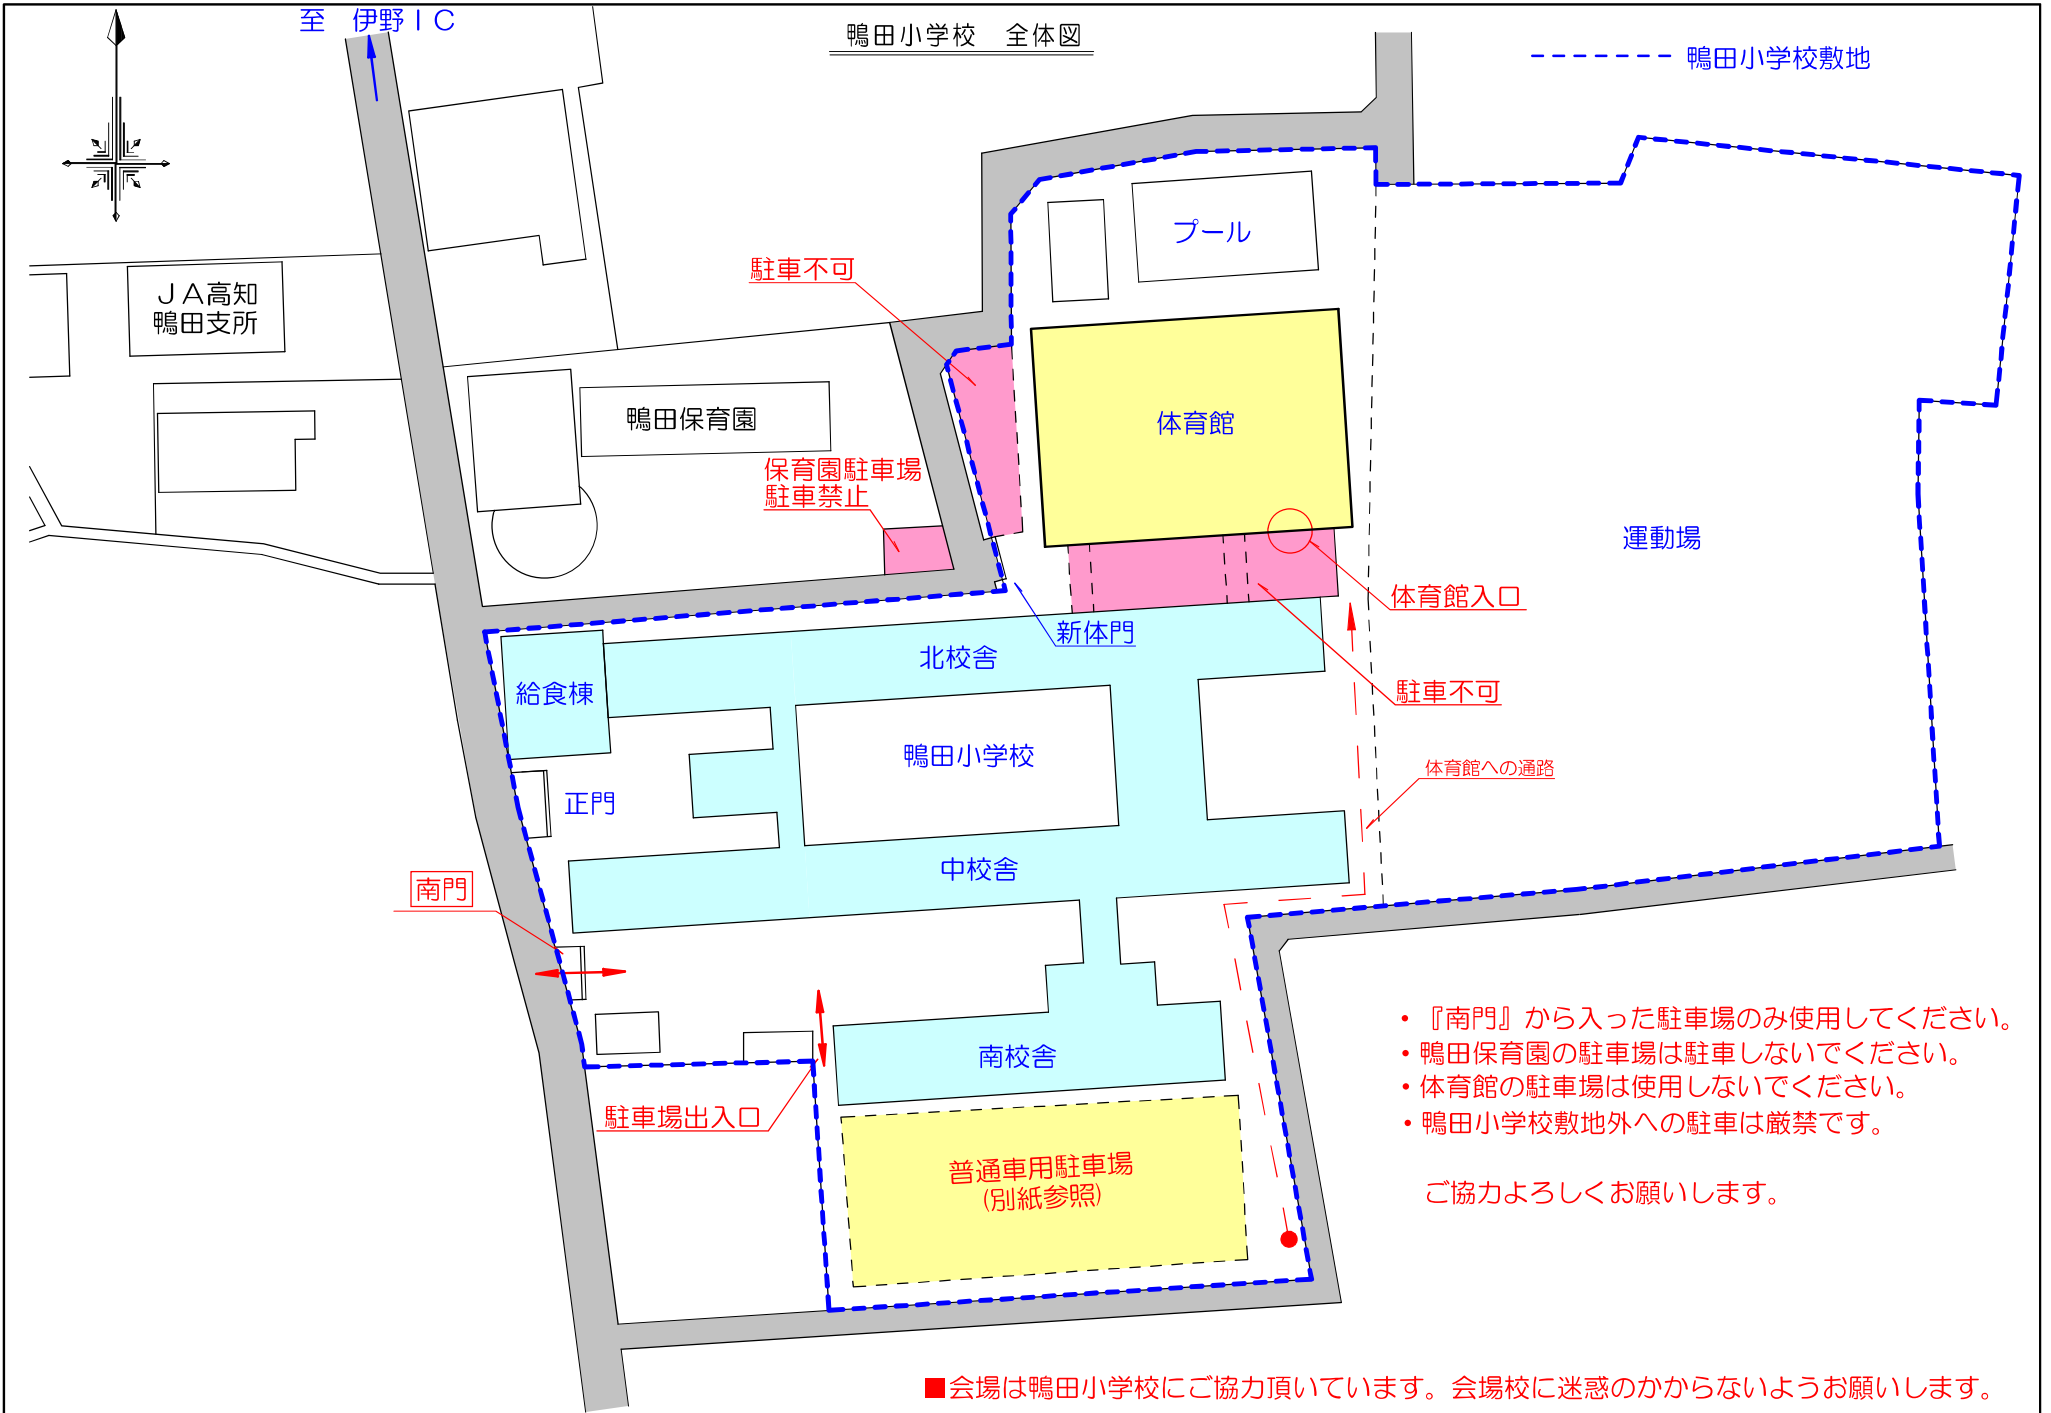 至 伊野IC
鴨田小学校 全体図
鴨田小学校敷地
プール
駐車不可
JA高知
鴨田支所
鴨田保育園
体育館
保育園駐車場
駐車禁止
運動場
体育館入口
新体門
北校舎
給食棟
駐車不可
鴨田小学校
体育館への通路
正門
中校舎
南門
・『南門』から入った駐車場のみ使用してください。
・鴨田保育園の駐車場は駐車しないでください。
・体育館の駐車場は使用しないでください。
・鴨田小学校敷地外への駐車は厳禁です。
南校舎
駐車場出入口
普通車用駐車場
(別紙参照)
ご協力よろしくお願いします。
■会場は鴨田小学校にご協力頂いています。会場校に迷惑のかからないようお願いします。